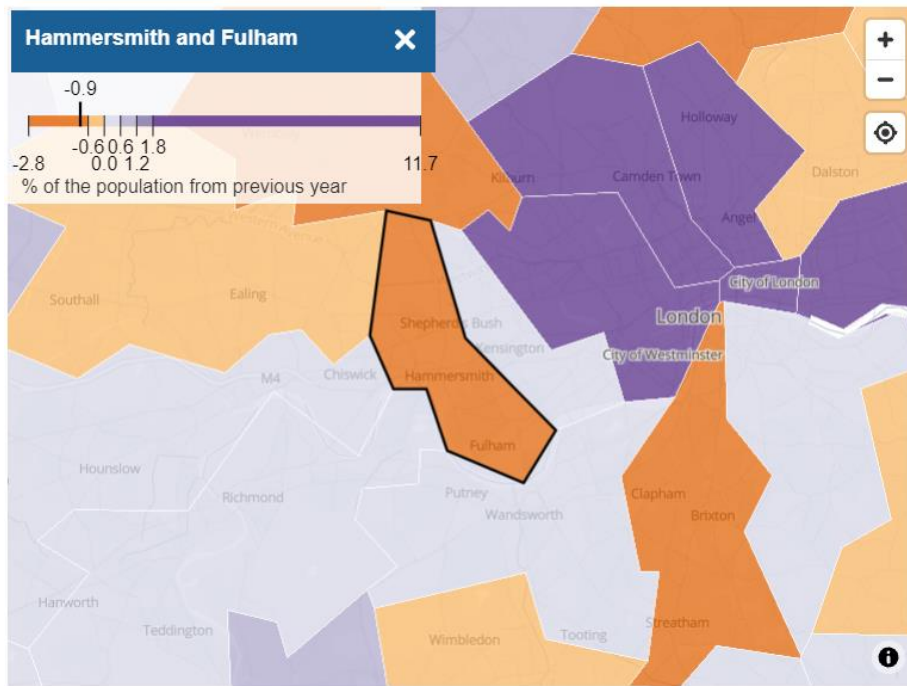 Hammersmith and Fulham
-0.9
-0.6 0.6 1.8
-2.8 0.0 1.2 11.7
% of the population from previous year
Wembley
Holloway
Kilburn
Camden Town
Dalston
Angel
Southall
Ealing
City of London
Shepherd's Bush
London
Kensington
City of Westminster
Chiswick
M4
Hammersmith
Fulham
Hounslow
Richmond
Putney
Clapham
Wandsworth
Brixton
Hanworth
Teddington
Streatham
Wimbledon
Tooting